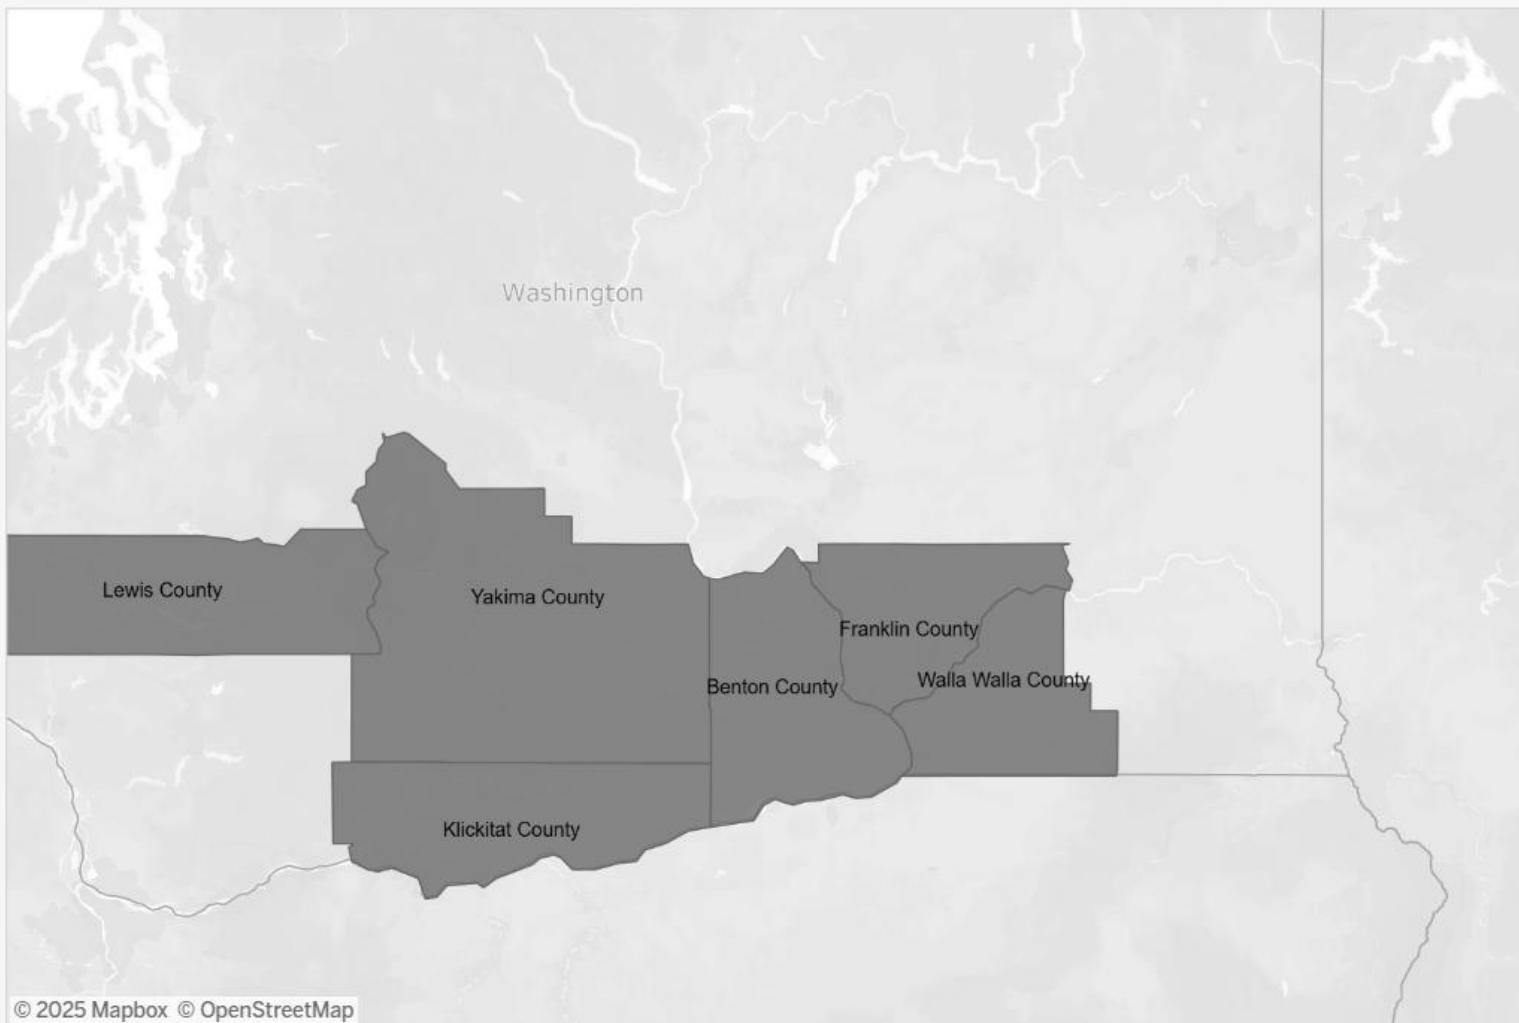 Washington
Lewis County
Yakima County
Franklin County
Walla Walla County
Benton County
Klickitat County
© 2025 Mapbox © OpenStreetMap